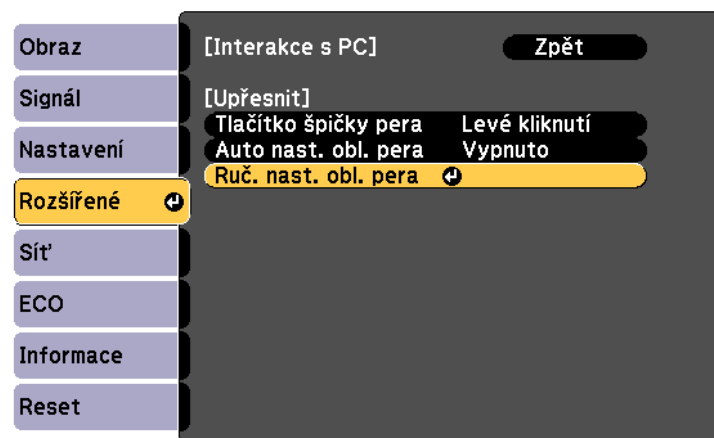 Obraz
Signál
Nastavení
Rozšířené
Síť
ECO
Informace
Reset
[Interakce s PC] Zpět
[Upřesnit]
Tlačítko špičky pera Levé kliknutí
Auto nast. obl. pera Vypnuto
Ruč. nast. obl. pera